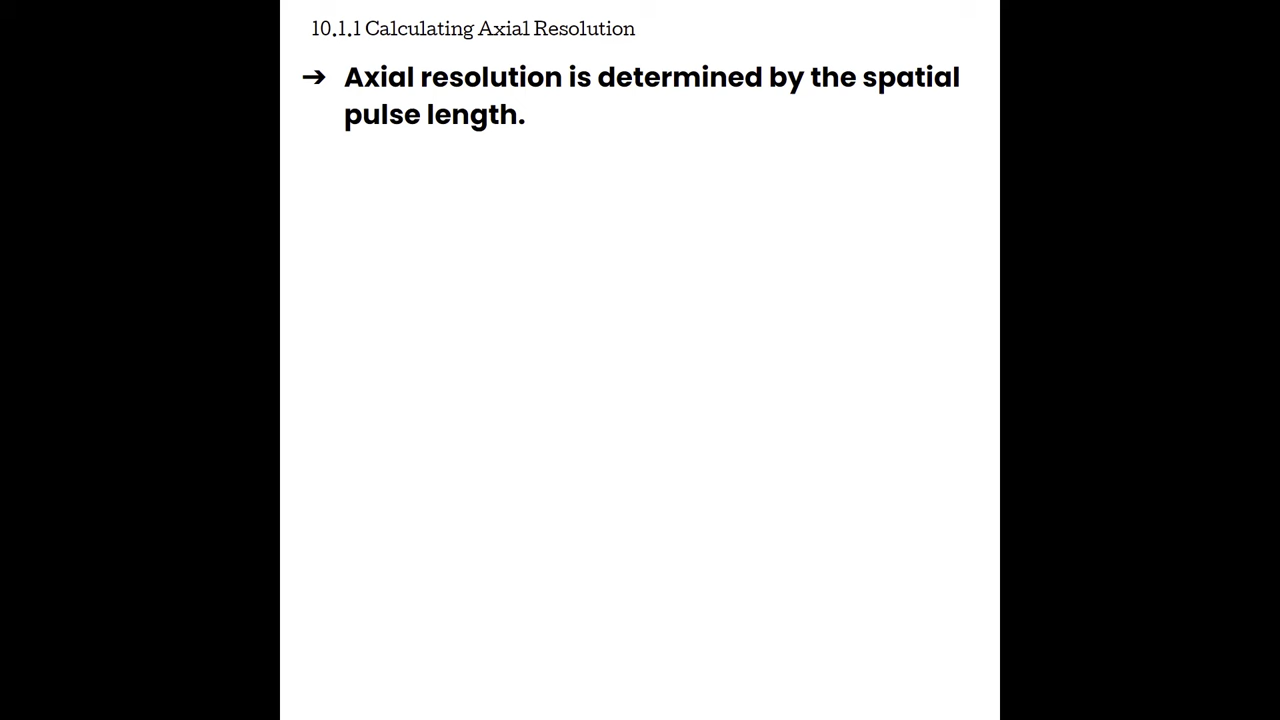 10.1.1 Calculating Axial Resolution
➔ Axial resolution is determined by the spatial
pulse length.